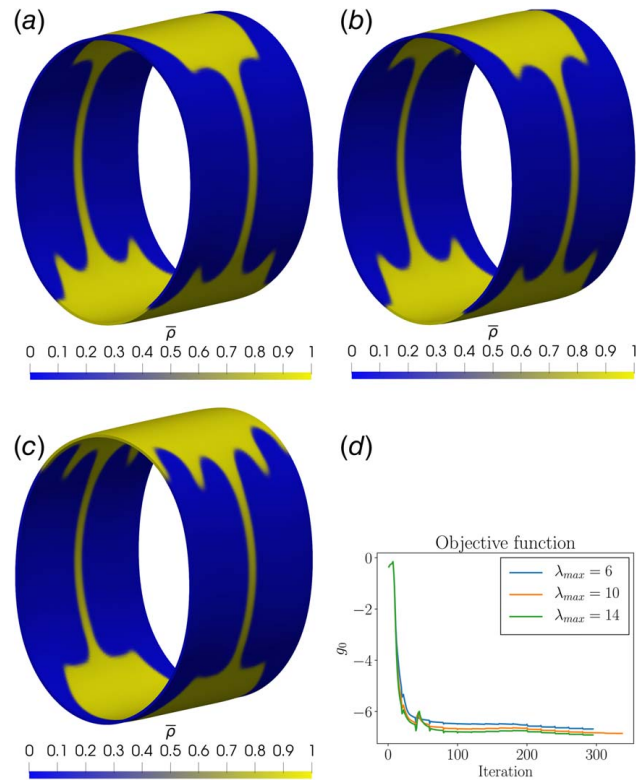 (a) (b)
ρ̅ ρ̅
0 0.1 0.2 0.3 0.4 0.5 0.6 0.7 0.8 0.9 1 0 0.1 0.2 0.3 0.4 0.5 0.6 0.7 0.8 0.9 1
(c) (d)
Objective function
0
−2
−4
−6
g₀
λmax = 6
λmax = 10
λmax = 14
0 100 200 300
Iteration
ρ̅
0 0.1 0.2 0.3 0.4 0.5 0.6 0.7 0.8 0.9 1